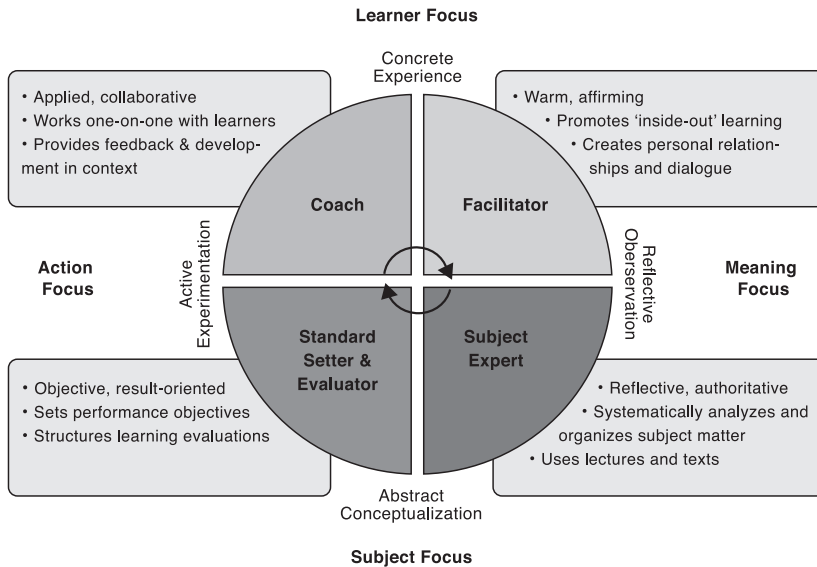 Learner Focus
Concrete
Experience
• Applied, collaborative
• Works one-on-one with learners
• Provides feedback & develop-
ment in context
• Warm, affirming
• Promotes ‘inside-out’ learning
• Creates personal relation-
ships and dialogue
Coach
Facilitator
Action
Focus
Active
Experimentation
Reflective
Oberservation
Meaning
Focus
Standard
Setter &
Evaluator
Subject
Expert
• Objective, result-oriented
• Sets performance objectives
• Structures learning evaluations
• Reflective, authoritative
• Systematically analyzes and
organizes subject matter
• Uses lectures and texts
Abstract
Conceptualization
Subject Focus